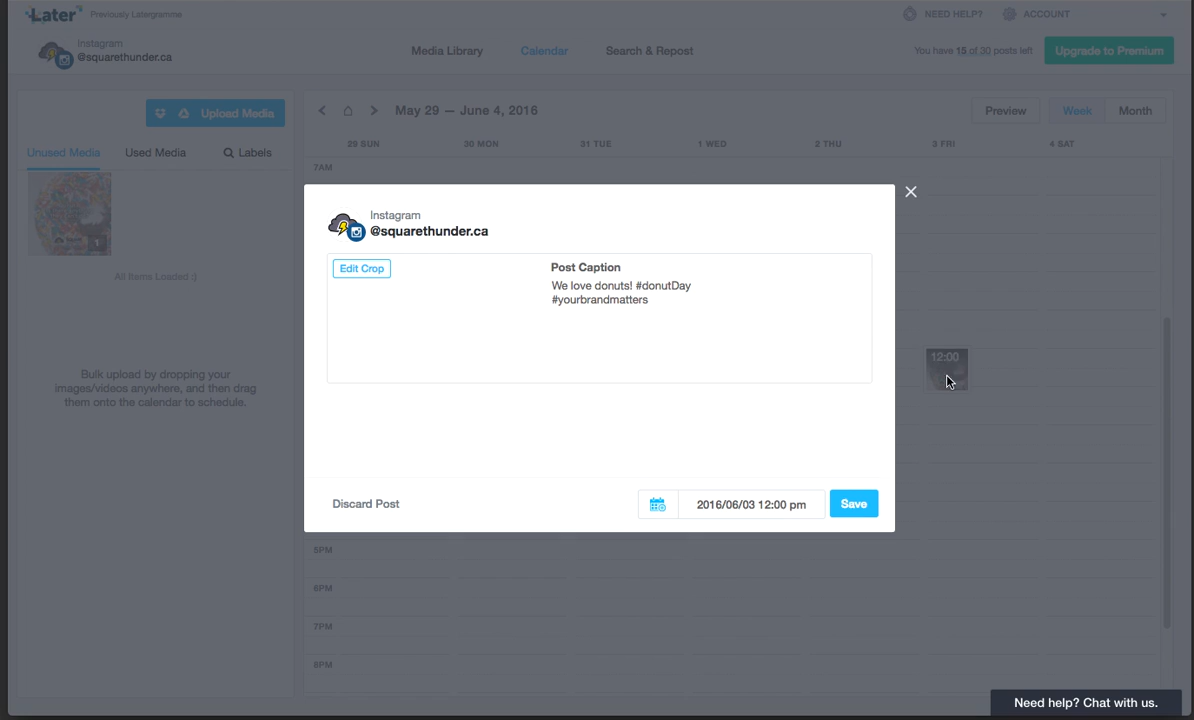 Later Previously Latergramme
NEED HELP? ACCOUNT
Instagram
@squarethunder.ca
Media Library Calendar Search & Repost
You have 15 of 30 posts left Upgrade to Premium
Upload Media
May 29 — June 4, 2016
Preview Week Month
Unused Media Used Media Labels
29 SUN 30 MON 31 TUE 1 WED 2 THU 3 FRI 4 SAT
7AM
1
All Items Loaded :)
Bulk upload by dropping your
images/videos anywhere, and then drag
them onto the calendar to schedule.
Instagram
@squarethunder.ca
Edit Crop
Post Caption
We love donuts! #donutDay
#yourbrandmatters
12:00
Discard Post
2016/06/03 12:00 pm
Save
5PM
6PM
7PM
8PM
Need help? Chat with us.